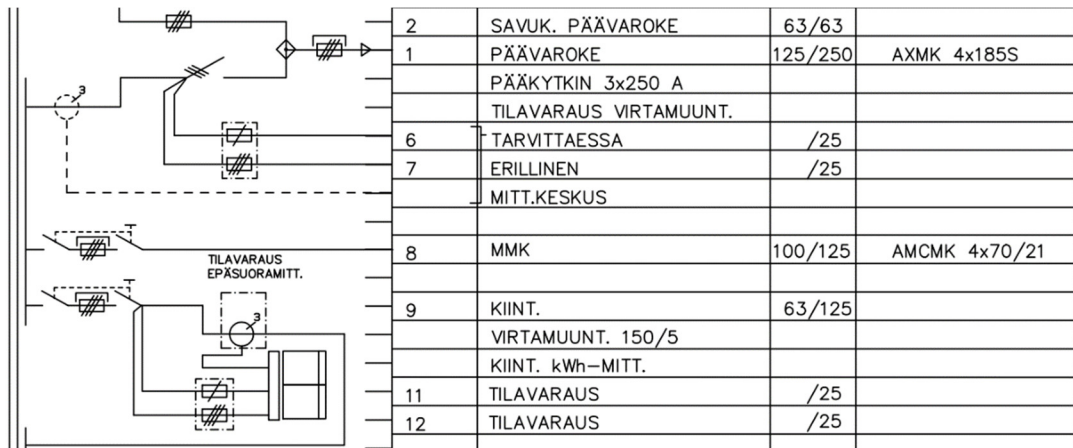 2 SAVUK. PÄÄVAROKE 63/63
1 PÄÄVAROKE 125/250 AXMK 4x185S
PÄÄKYTKIN 3x250 A
3
TILAVARAUS VIRTAMUUNT.
6 TARVITTAESSA /25
7 ERILLINEN /25
MITT.KESKUS
8 MMK 100/125 AMCMK 4x70/21
TILAVARAUS
EPÄSUORAMITT.
9 KIINT. 63/125
3
VIRTAMUUNT. 150/5
KIINT. kWh-MITT.
11 TILAVARAUS /25
12 TILAVARAUS /25